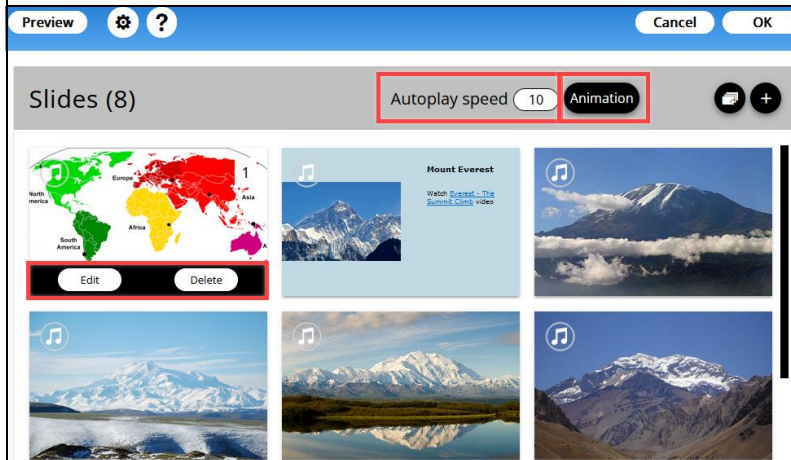 Preview ? Cancel OK
Slides (8) Autoplay speed 10 Animation +
1
Europe
North
merica
Asia
Africa
South
America
A
Edit Delete
Mount Everest
Watch Everest - The
Summit Climb video